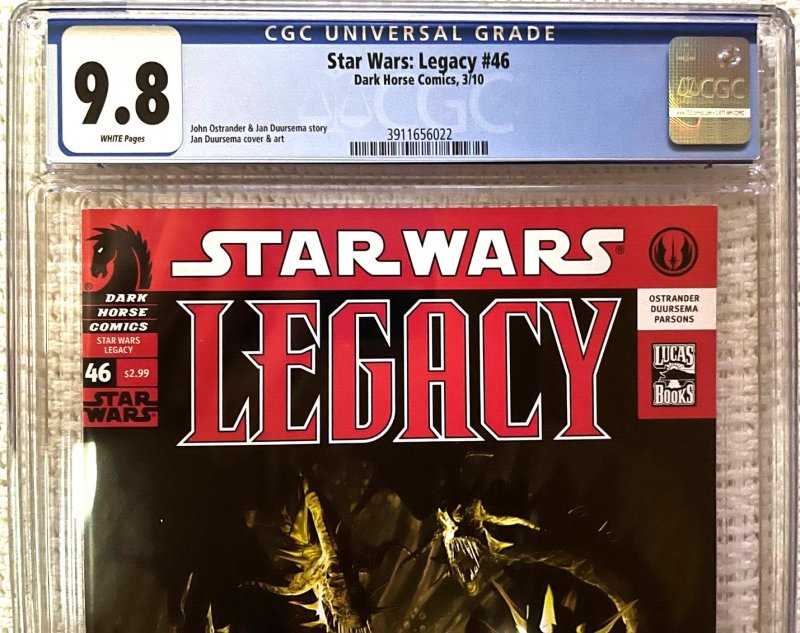 CGC UNIVERSAL GRADE
9.8
WHITE Pages
Star Wars: Legacy #46
Dark Horse Comics, 3/10
John Ostrander & Jan Duursema story
Jan Duursema cover & art
3911656022
CGC
CGC
STAR WARS®
LEGACY
®
DARK
HORSE
COMICS
STAR WARS
LEGACY
46
$2.99
STAR
WARS
OSTRANDER
DUURSEMA
PARSONS
LUCAS
BOOKS